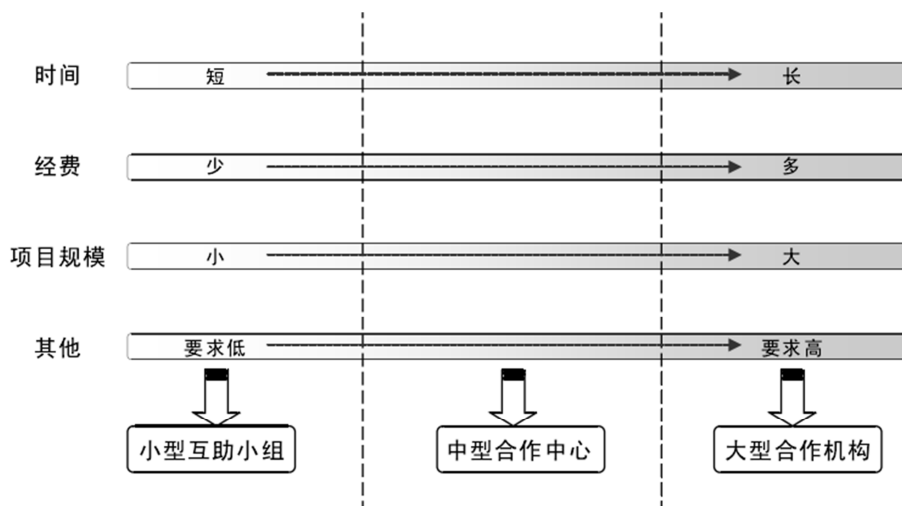 时间 短 长
经费 少 多
项目规模 小 大
其他 要求低 要求高
小型互助小组 中型合作中心 大型合作机构